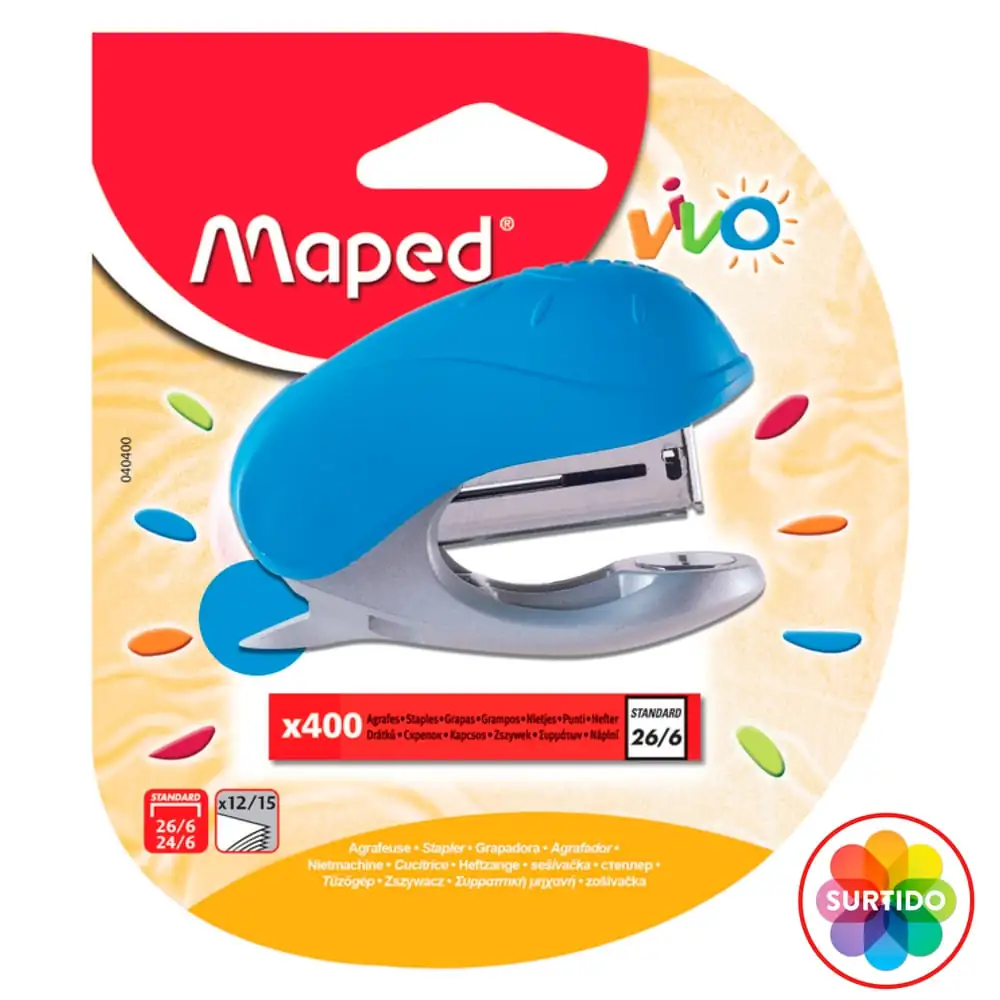 Maped®
vivo
040400
x400
Agrafes • Staples • Grapas • Grampos • Nietjes • Punti • Hefter
Drátků • Скрепок • Kapcsos • Zszywek • Συρμάτων • Náplní
STANDARD
26/6
STANDARD
26/6
24/6
x12/15
Agrafeuse • Stapler • Grapadora • Agrafador •
Nietmachine • Cucitrice • Heftzange • sešívačka • степлер •
Tüzőgép • Zszywacz • Συρραπτική μηχανή • zošívačka
SURTIDO